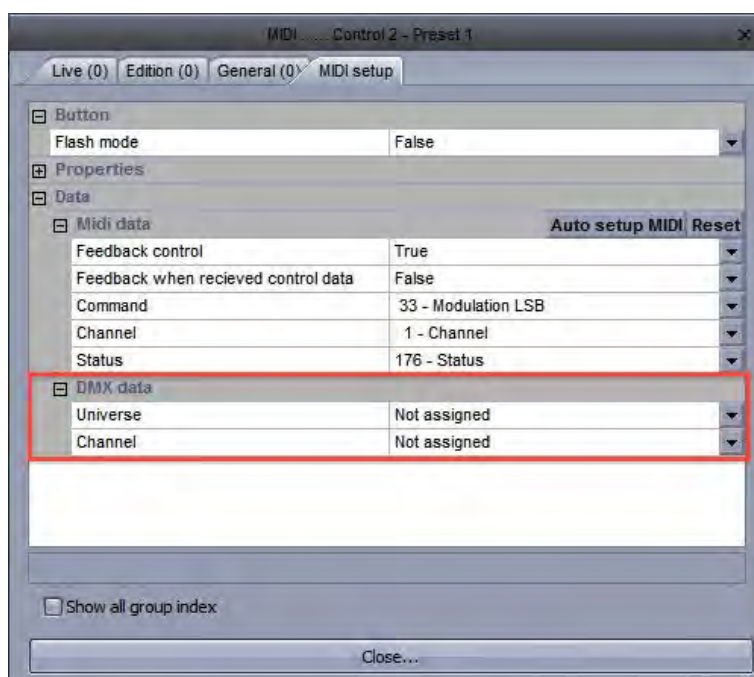 MIDI ...... Control 2 - Preset 1
Live (0) Edition (0) General (0) MIDI setup
Button
Flash mode False
Properties
Data
Midi data Auto setup MIDI Reset
Feedback control True
Feedback when recieved control data False
Command 33 - Modulation LSB
Channel 1 - Channel
Status 176 - Status
DMX data
Universe Not assigned
Channel Not assigned
Show all group index
Close...